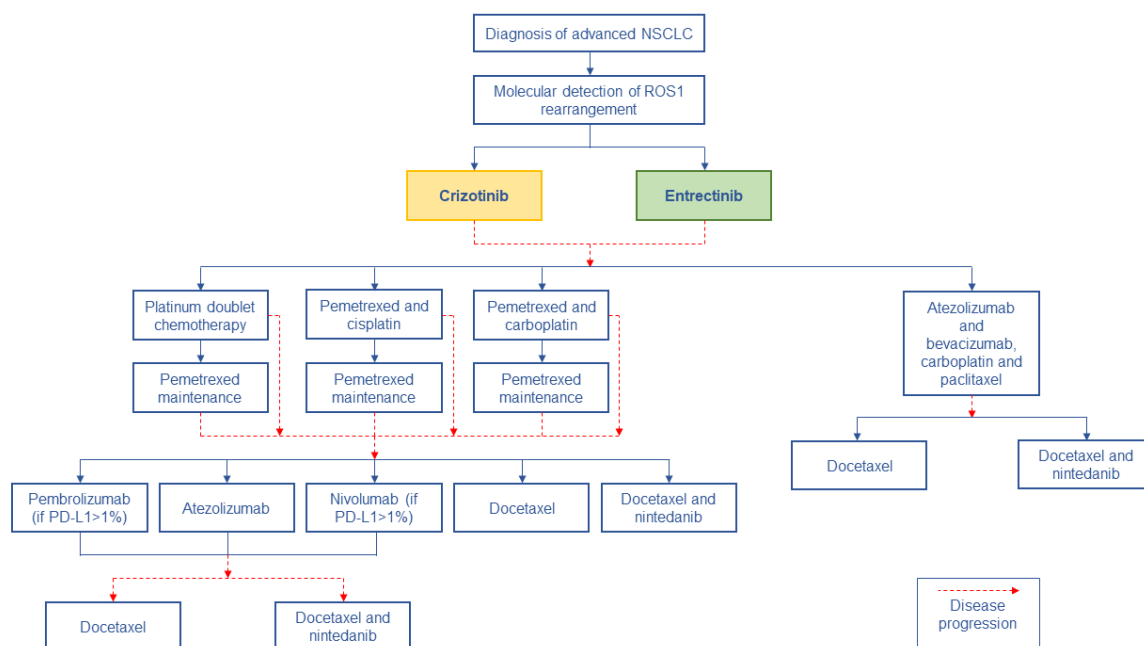 Diagnosis of advanced NSCLC
Molecular detection of ROS1
rearrangement
Crizotinib
Entrectinib
Platinum doublet
chemotherapy
Pemetrexed and
cisplatin
Pemetrexed and
carboplatin
Atezolizumab
and
bevacizumab,
carboplatin and
paclitaxel
Pemetrexed
maintenance
Pemetrexed
maintenance
Pemetrexed
maintenance
Docetaxel
Docetaxel and
nintedanib
Pembrolizumab
(if PD-L1>1%)
Atezolizumab
Nivolumab (if
PD-L1>1%)
Docetaxel
Docetaxel and
nintedanib
Docetaxel
Docetaxel and
nintedanib
Disease
progression